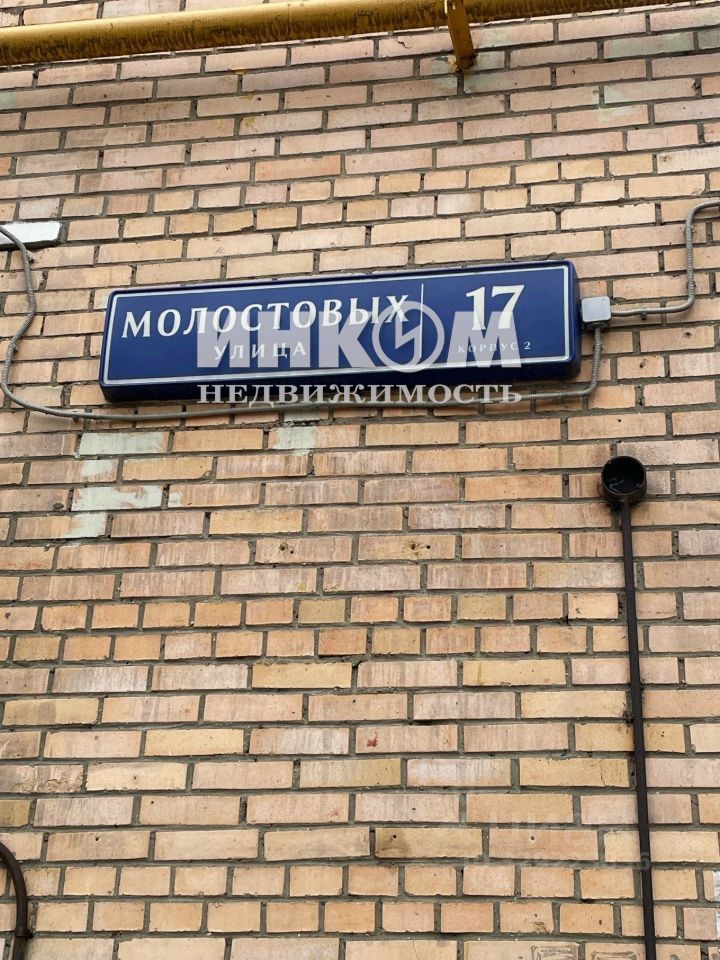 МОЛОСТОВЫХ 17
УЛИЦА КОРПУС 2
ИНКОМ
НЕДВИЖИМОСТЬ